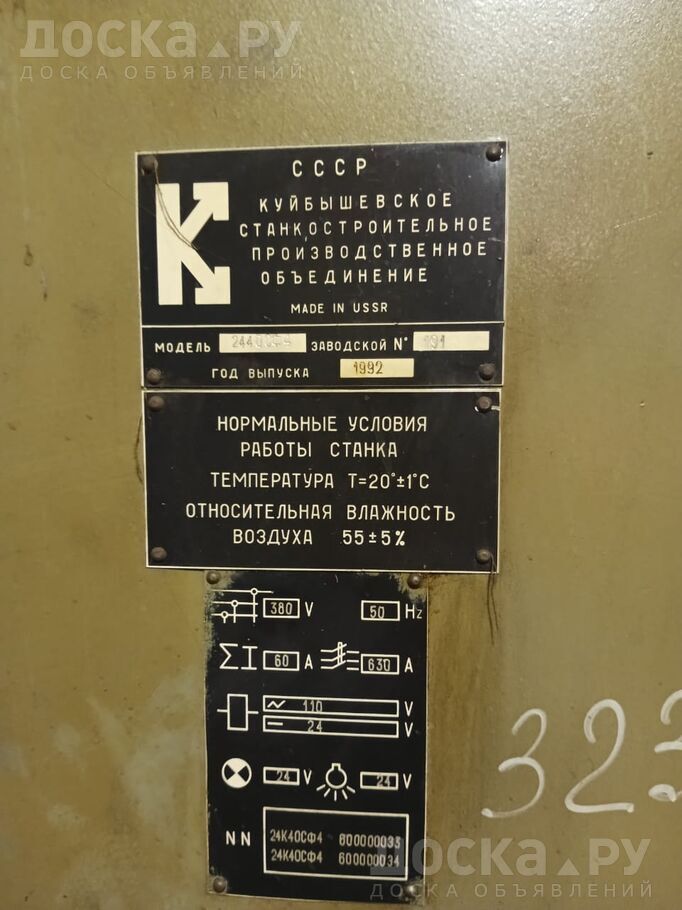 ДОСКА.РУ
ДОСКА ОБЪЯВЛЕНИЙ
СССР
КУЙБЫШЕВСКОЕ
СТАНКОСТРОИТЕЛЬНОЕ
ПРОИЗВОДСТВЕННОЕ
ОБЪЕДИНЕНИЕ
MADE IN USSR
МОДЕЛЬ ЗАВОДСКОЙ N° 191
ГОД ВЫПУСКА 1992
НОРМАЛЬНЫЕ УСЛОВИЯ
РАБОТЫ СТАНКА
ТЕМПЕРАТУРА T=20°±1°C
ОТНОСИТЕЛЬНАЯ ВЛАЖНОСТЬ
ВОЗДУХА 55±5%
380 V 50 Hz
ΣI 60 A 630 A
110 V
24 V
24 V 24 V
NN 24К40СФ4 600000033
24К40СФ4 600000034
323
ДОСКА.РУ
ДОСКА ОБЪЯВЛЕНИЙ